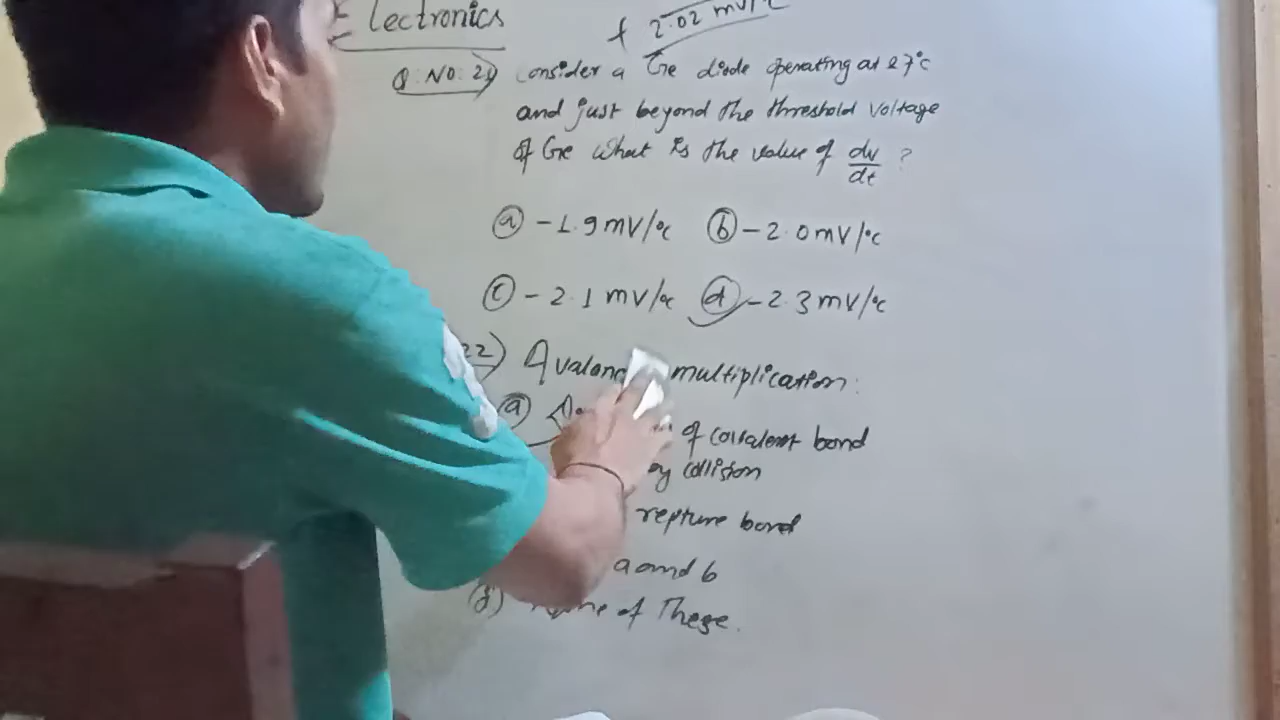 Electronics
+ 2.02 mV/
Q.NO:21) Consider a Ge diode operating at 27°c
and just beyond the threshold voltage
of Ge what is the value of dv/dt ?
(a) -1.9mV/°c (b) -2.0mV/°c
(c) -2.1mV/°c (d) -2.3mV/°c
22) multiplication:
(a) of covalent bond
by collision
repture bond
a and b
(d) None of These.